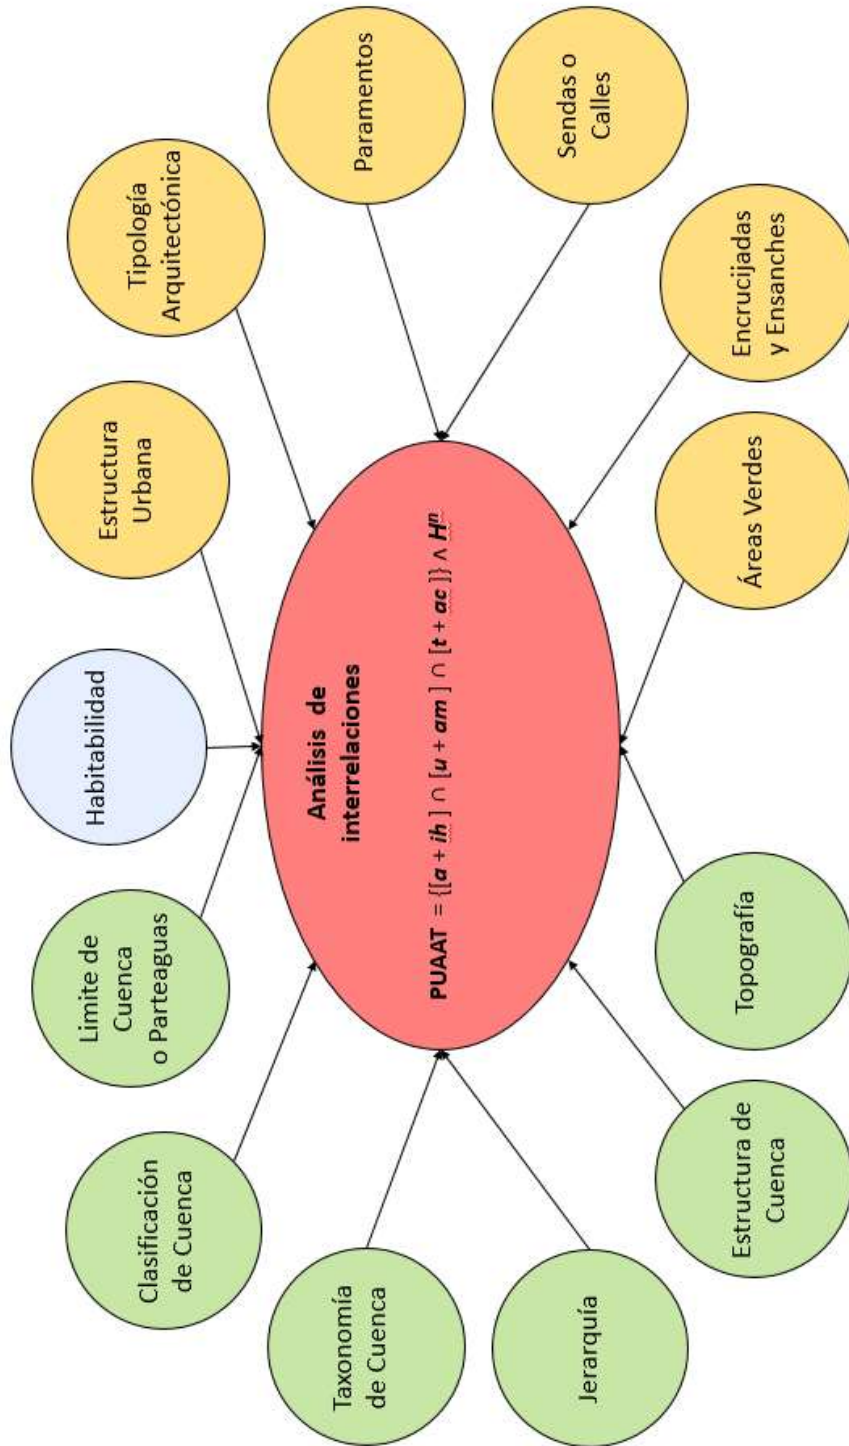 Habitabilidad
Limite de
Cuenca
o Parteaguas
Estructura
Urbana
Clasificación
de Cuenca
Tipología
Arquitectónica
Análisis de
interrelaciones
Taxonomía
de Cuenca
Paramentos
PUAAT = {[a + ih ] ∩ [u + am ] ∩ [t + ac ]} ∧ Hⁿ
Jerarquía
Sendas o
Calles
Estructura de
Cuenca
Topografía
Áreas Verdes
Encrucijadas
y Ensanches